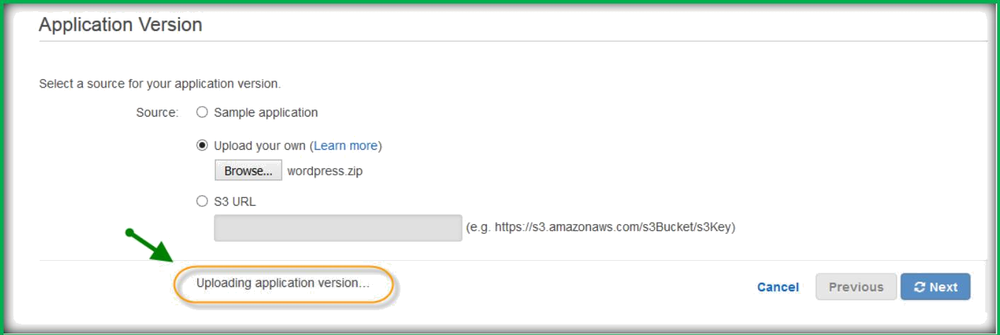 Application Version
Select a source for your application version.
Source: Sample application
Upload your own (Learn more)
Browse... wordpress.zip
S3 URL
(e.g. https://s3.amazonaws.com/s3Bucket/s3Key)
Uploading application version...
Cancel Previous Next